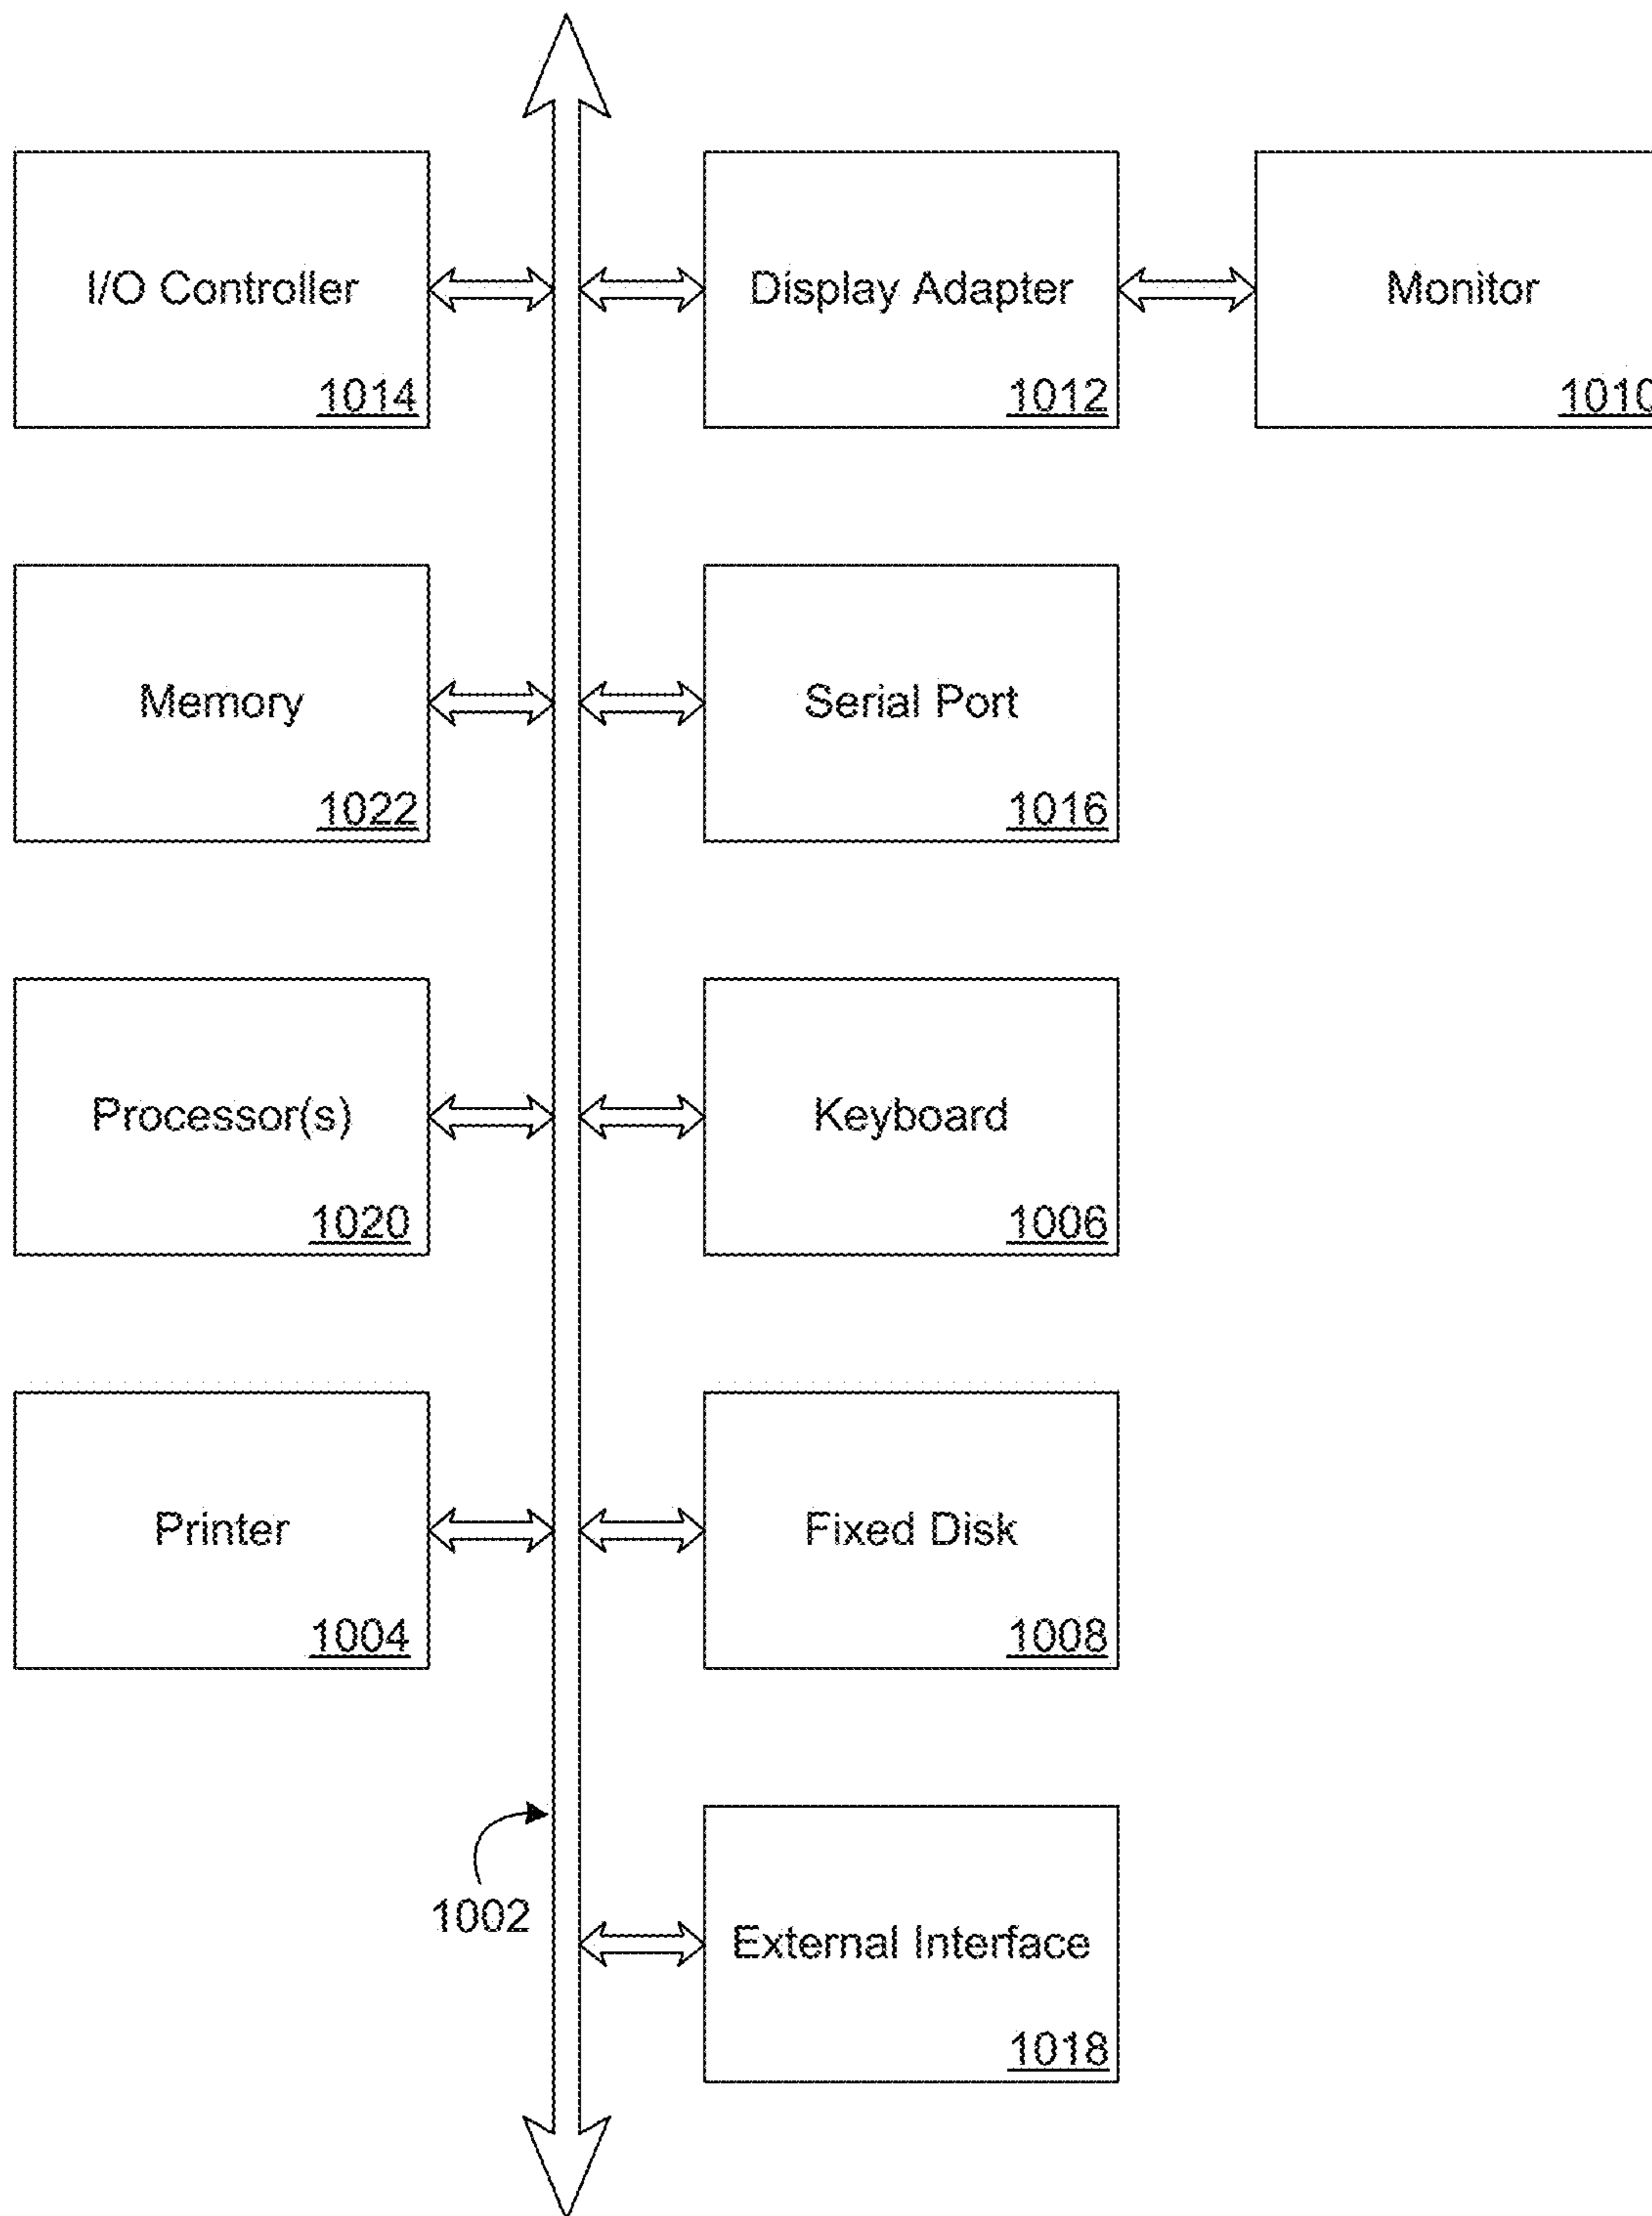 I/O Controller
1014
Display Adapter
1012
Monitor
1010
Memory
1022
Serial Port
1016
Processor(s)
1020
Keyboard
1006
Printer
1004
Fixed Disk
1008
1002
External Interface
1018